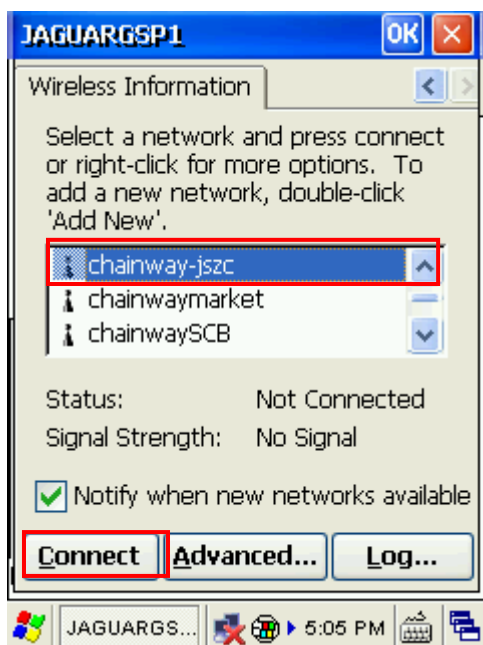 JAGUARGSP1 OK
Wireless Information
Select a network and press connect
or right-click for more options. To
add a new network, double-click
'Add New'.
chainway-jszc
chainwaymarket
chainwaySCB
Status: Not Connected
Signal Strength: No Signal
Notify when new networks available
Connect Advanced... Log...
JAGUARGS... 5:05 PM